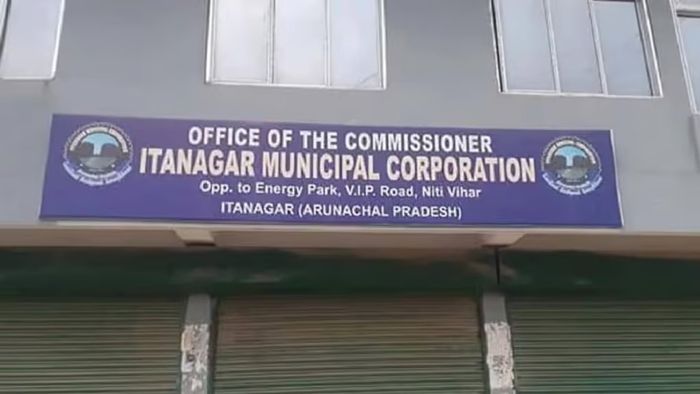 OFFICE OF THE COMMISSIONER
ITANAGAR MUNICIPAL CORPORATION
Opp. to Energy Park, V.I.P. Road, Niti Vihar
ITANAGAR (ARUNACHAL PRADESH)